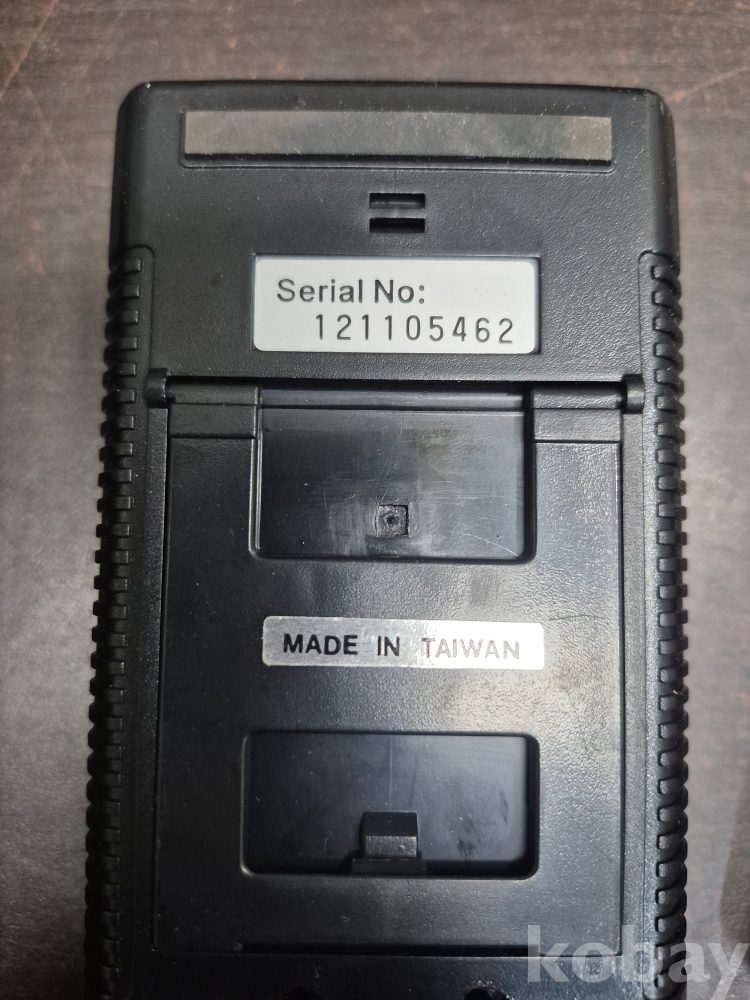 Serial No:
121105462
MADE IN TAIWAN
kobay